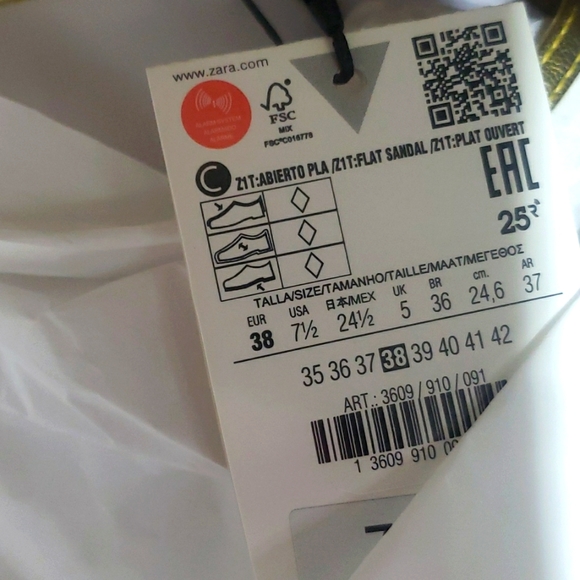 www.zara.com
FSC
MIX
FSC®C016778
C
Z1T:ABIERTO PLA /Z1T:FLAT SANDAL /Z1T:PLAT OUVERT
EAC
25
TALLA/SIZE/TAMANHO/TAILLE/MAAT/ΜΕΓΕΘΟΣ
EUR USA 日本/MEX UK BR cm. AR
38 7½ 24½ 5 36 24,6 37
35 36 37 38 39 40 41 42
ART.: 3609 / 910 / 091
1 3609 910